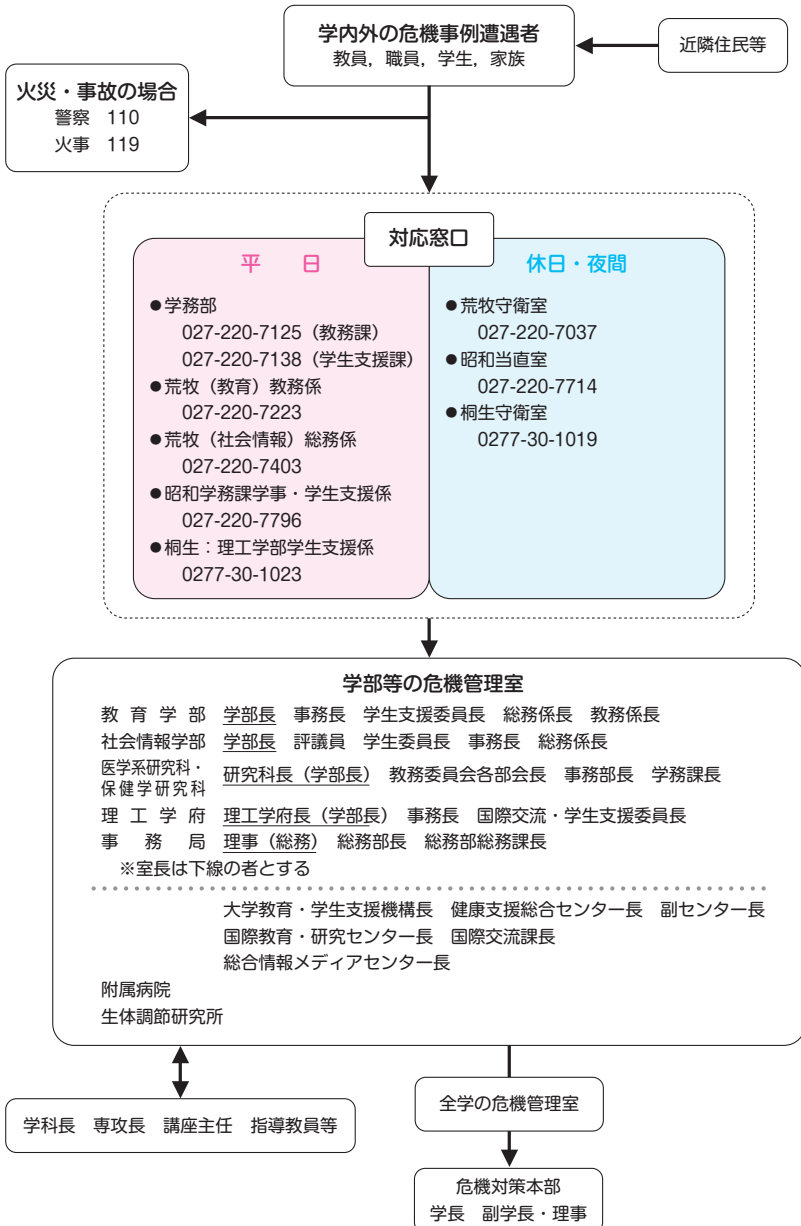 学内外の危機事例遭遇者
教員，職員，学生，家族
近隣住民等
火災・事故の場合
警察　110
火事　119
対応窓口
平　日
●学務部
027-220-7125（教務課）
027-220-7138（学生支援課）
●荒牧（教育）教務係
027-220-7223
●荒牧（社会情報）総務係
027-220-7403
●昭和学務課学事・学生支援係
027-220-7796
●桐生：理工学部学生支援係
0277-30-1023
休日・夜間
●荒牧守衛室
027-220-7037
●昭和当直室
027-220-7714
●桐生守衛室
0277-30-1019
学部等の危機管理室
教育学部　学部長　事務長　学生支援委員長　総務係長　教務係長
社会情報学部　学部長　評議員　学生委員長　事務長　総務係長
医学系研究科・
保健学研究科　研究科長（学部長）　教務委員会各部会長　事務部長　学務課長
理工学府　理工学府長（学部長）　事務長　国際交流・学生支援委員長
事務局　理事（総務）　総務部長　総務部総務課長
※室長は下線の者とする
大学教育・学生支援機構長　健康支援総合センター長　副センター長
国際教育・研究センター長　国際交流課長
総合情報メディアセンター長
附属病院
生体調節研究所
学科長　専攻長　講座主任　指導教員等
全学の危機管理室
危機対策本部
学長　副学長・理事